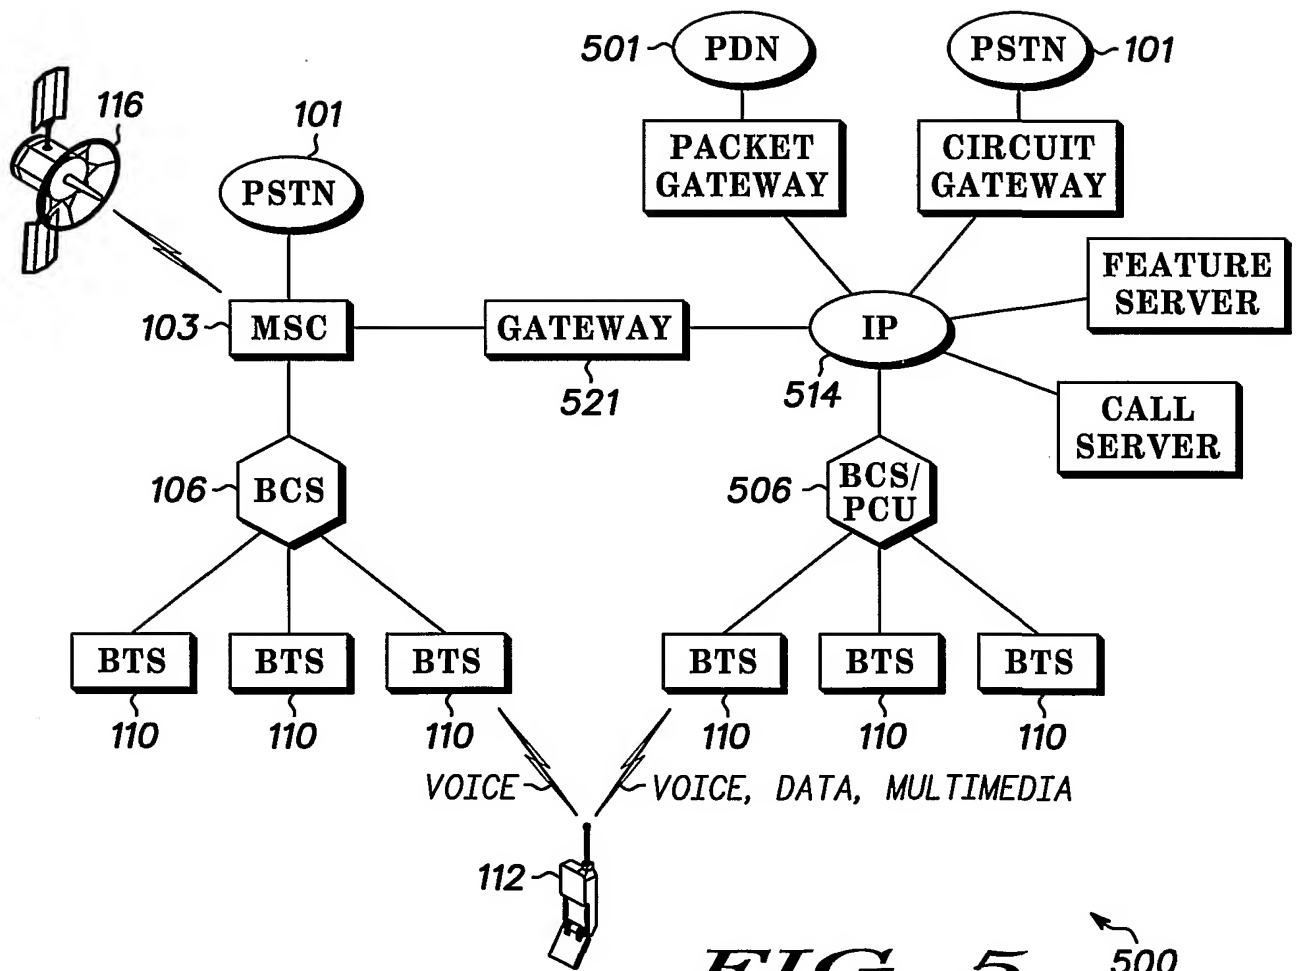 501
PDN
PSTN
101
116
101
PSTN
PACKET
GATEWAY
CIRCUIT
GATEWAY
FEATURE
SERVER
103
MSC
GATEWAY
521
IP
514
CALL
SERVER
106
BCS
506
BCS/
PCU
BTS
BTS
BTS
BTS
BTS
BTS
110
110
110
110
110
110
VOICE
VOICE, DATA, MULTIMEDIA
112
FIG. 5
500